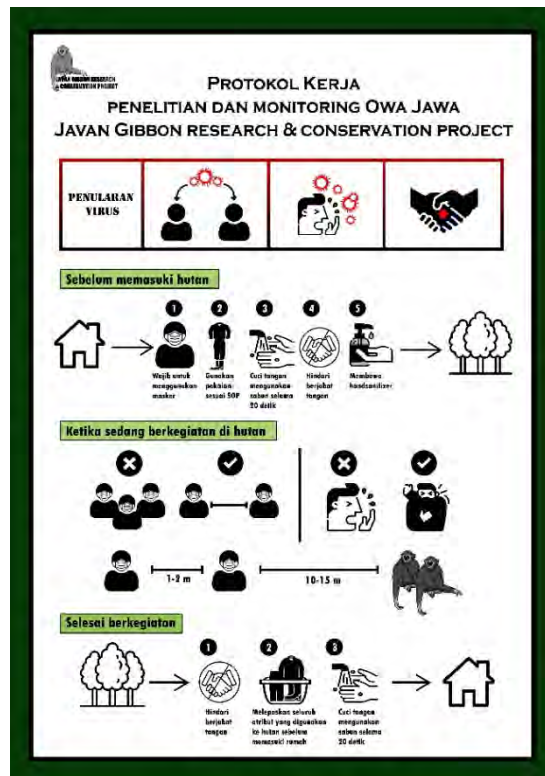 JAVAN GIBBON RESEARCH
& CONSERVATION PROJECT
PROTOKOL KERJA
PENELITIAN DAN MONITORING OWA JAWA
JAVAN GIBBON RESEARCH & CONSERVATION PROJECT
PENULARAN
VIRUS
Sebelum memasuki hutan
1 2 3 4 5
Wajib untuk
menggunakan
masker
Gunakan
pakaian
sesuai SOP
Cuci tangan
mengunakan
sabun selama
20 detik
Hindari
berjabat
tangan
Membawa
handsanitizer
Ketika sedang berkegiatan di hutan
1-2 m
10-15 m
Selesai berkegiatan
1 2 3
Hindari
berjabat
tangan
Melepaskan seluruh
atribut yang digunakan
ke hutan sebelum
memasuki rumah
Cuci tangan
mengunakan
sabun selama
20 detik